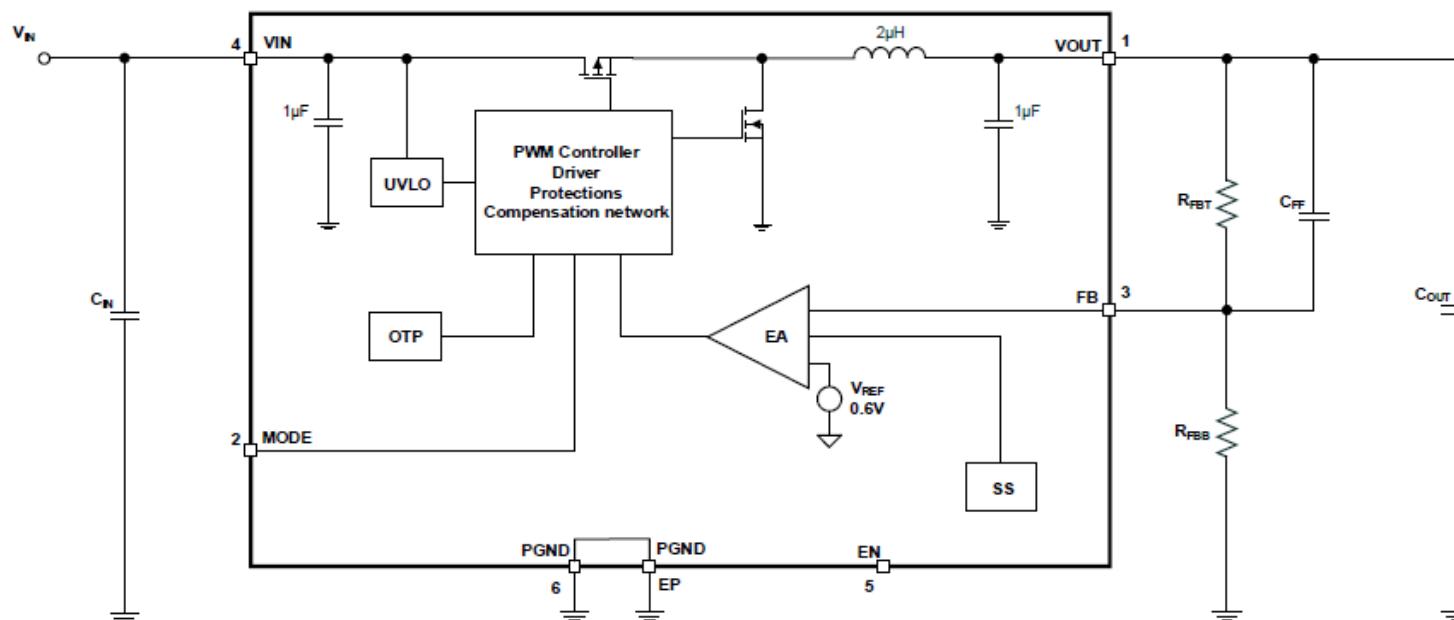 VIN
4
VIN
2µH
VOUT
1
1µF
1µF
PWM Controller
Driver
Protections
Compensation network
UVLO
RFBT
CFF
CIN
FB
3
COUT
OTP
EA
VREF
0.6V
2
MODE
RFBB
SS
PGND
PGND
EN
6
EP
5